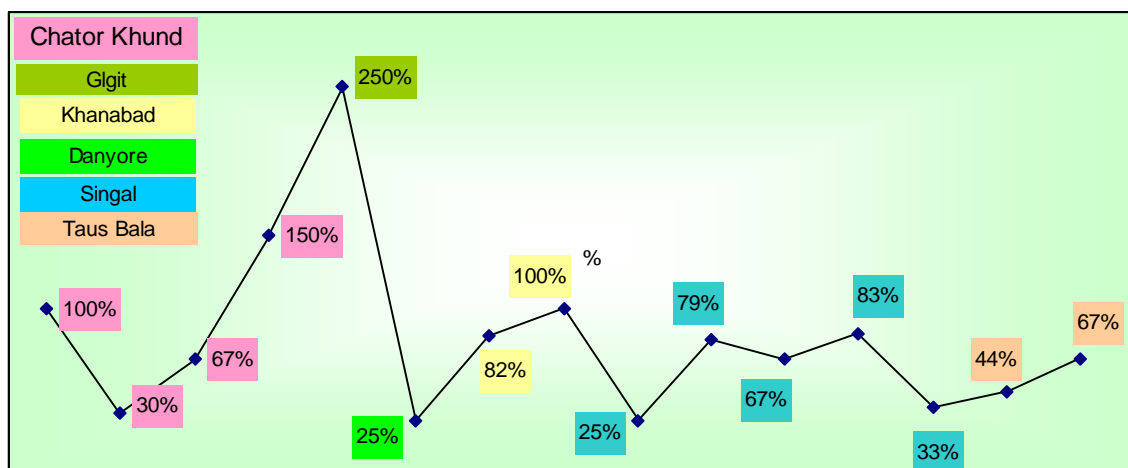 Chator Khund
Glgit
Khanabad
Danyore
Singal
Taus Bala
100%
30%
67%
150%
250%
25%
82%
100%
%
25%
79%
67%
83%
33%
44%
67%